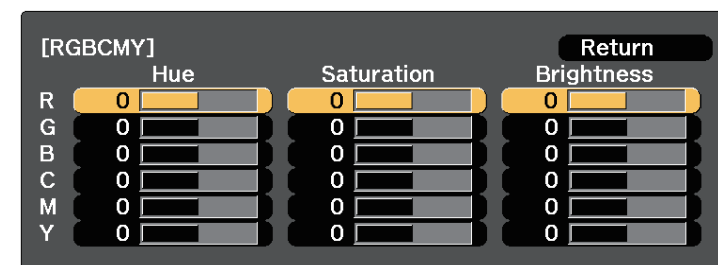 [RGBCMY] Return
Hue Saturation Brightness
R 0 0 0
G 0 0 0
B 0 0 0
C 0 0 0
M 0 0 0
Y 0 0 0